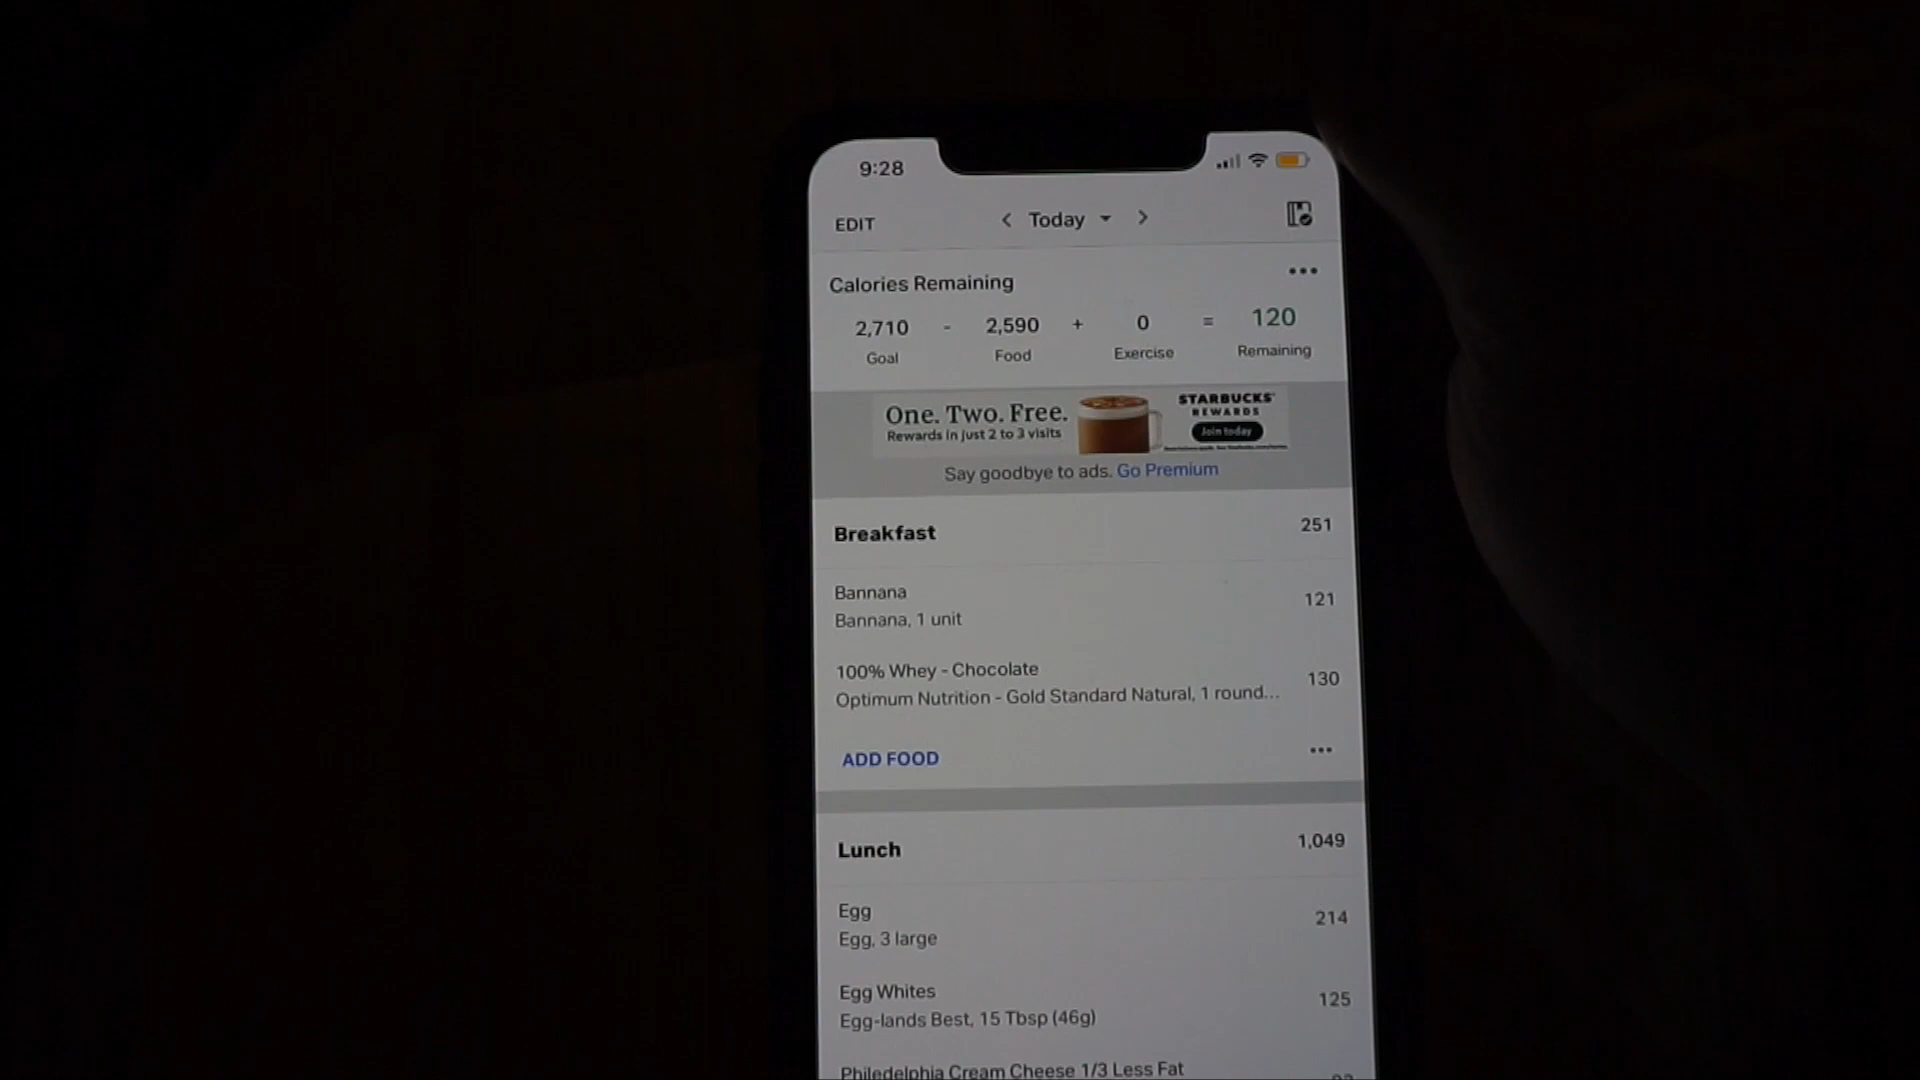 9:28
EDIT
Today
Calories Remaining
2,710 - 2,590 + 0 = 120
Goal Food Exercise Remaining
One. Two. Free.
Rewards in just 2 to 3 visits
STARBUCKS
REWARDS
Join today
Say goodbye to ads. Go Premium
Breakfast 251
Bannana
Bannana, 1 unit
121
100% Whey - Chocolate
Optimum Nutrition - Gold Standard Natural, 1 round...
130
ADD FOOD
Lunch 1,049
Egg
Egg, 3 large
214
Egg Whites
Egg-lands Best, 15 Tbsp (46g)
125
Philedelphia Cream Cheese 1/3 Less Fat